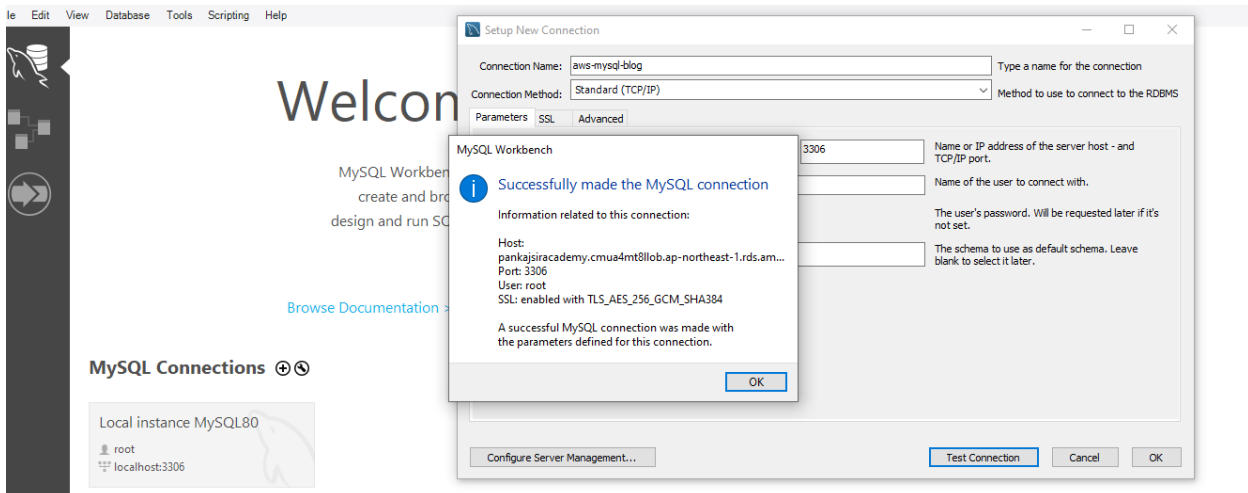 le Edit View Database Tools Scripting Help
Welcon
MySQL Workben
create and bro
design and run SC
Browse Documentation >
MySQL Connections
Local instance MySQL80
root
localhost:3306
Setup New Connection
Connection Name: aws-mysql-blog Type a name for the connection
Connection Method: Standard (TCP/IP) Method to use to connect to the RDBMS
Parameters SSL Advanced
3306 Name or IP address of the server host - and
TCP/IP port.
Name of the user to connect with.
The user's password. Will be requested later if it's
not set.
The schema to use as default schema. Leave
blank to select it later.
MySQL Workbench
Successfully made the MySQL connection
Information related to this connection:
Host:
pankajsiracademy.cmua4mt8llob.ap-northeast-1.rds.am...
Port: 3306
User: root
SSL: enabled with TLS_AES_256_GCM_SHA384
A successful MySQL connection was made with
the parameters defined for this connection.
OK
Configure Server Management... Test Connection Cancel OK